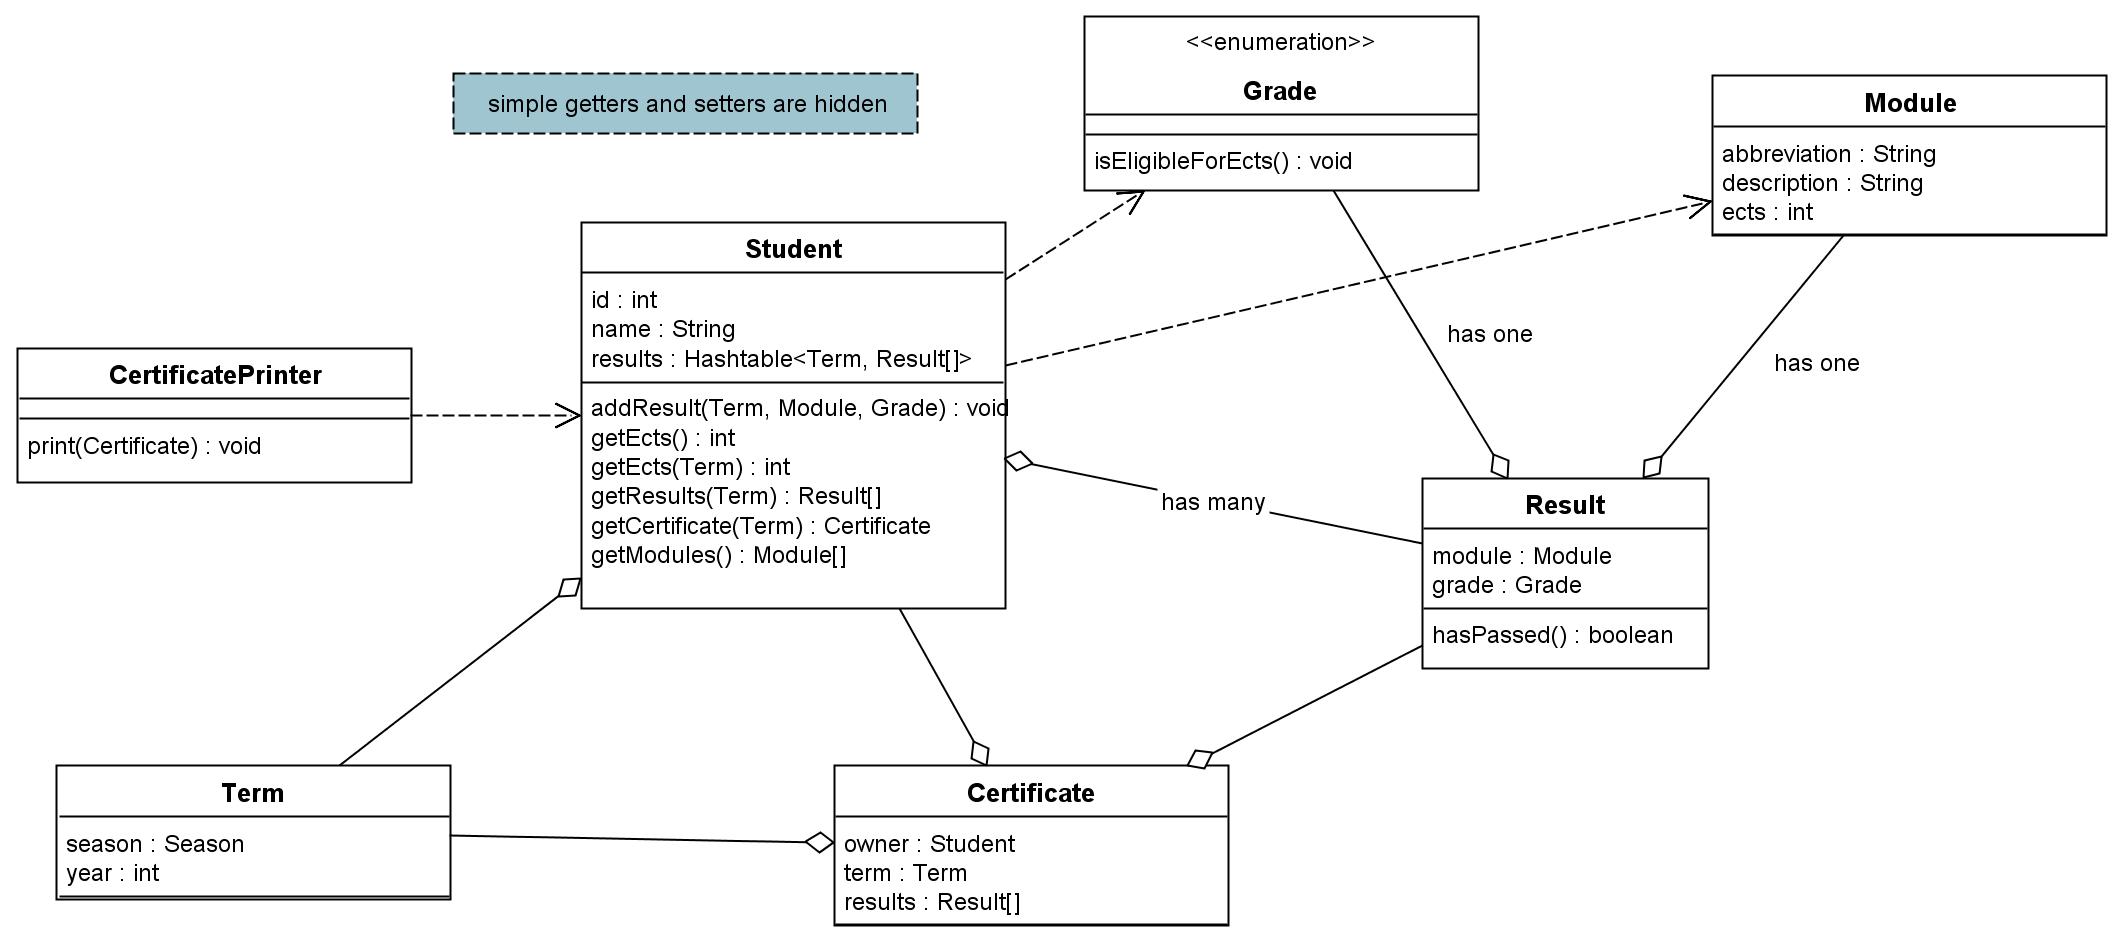 <<enumeration>>
Grade
isEligibleForEcts() : void
simple getters and setters are hidden
Module
abbreviation : String
description : String
ects : int
Student
id : int
name : String
results : Hashtable<Term, Result[]>
addResult(Term, Module, Grade) : void
getEcts() : int
getEcts(Term) : int
getResults(Term) : Result[]
getCertificate(Term) : Certificate
getModules() : Module[]
CertificatePrinter
print(Certificate) : void
has one
has one
has many
Result
module : Module
grade : Grade
hasPassed() : boolean
Term
season : Season
year : int
Certificate
owner : Student
term : Term
results : Result[]